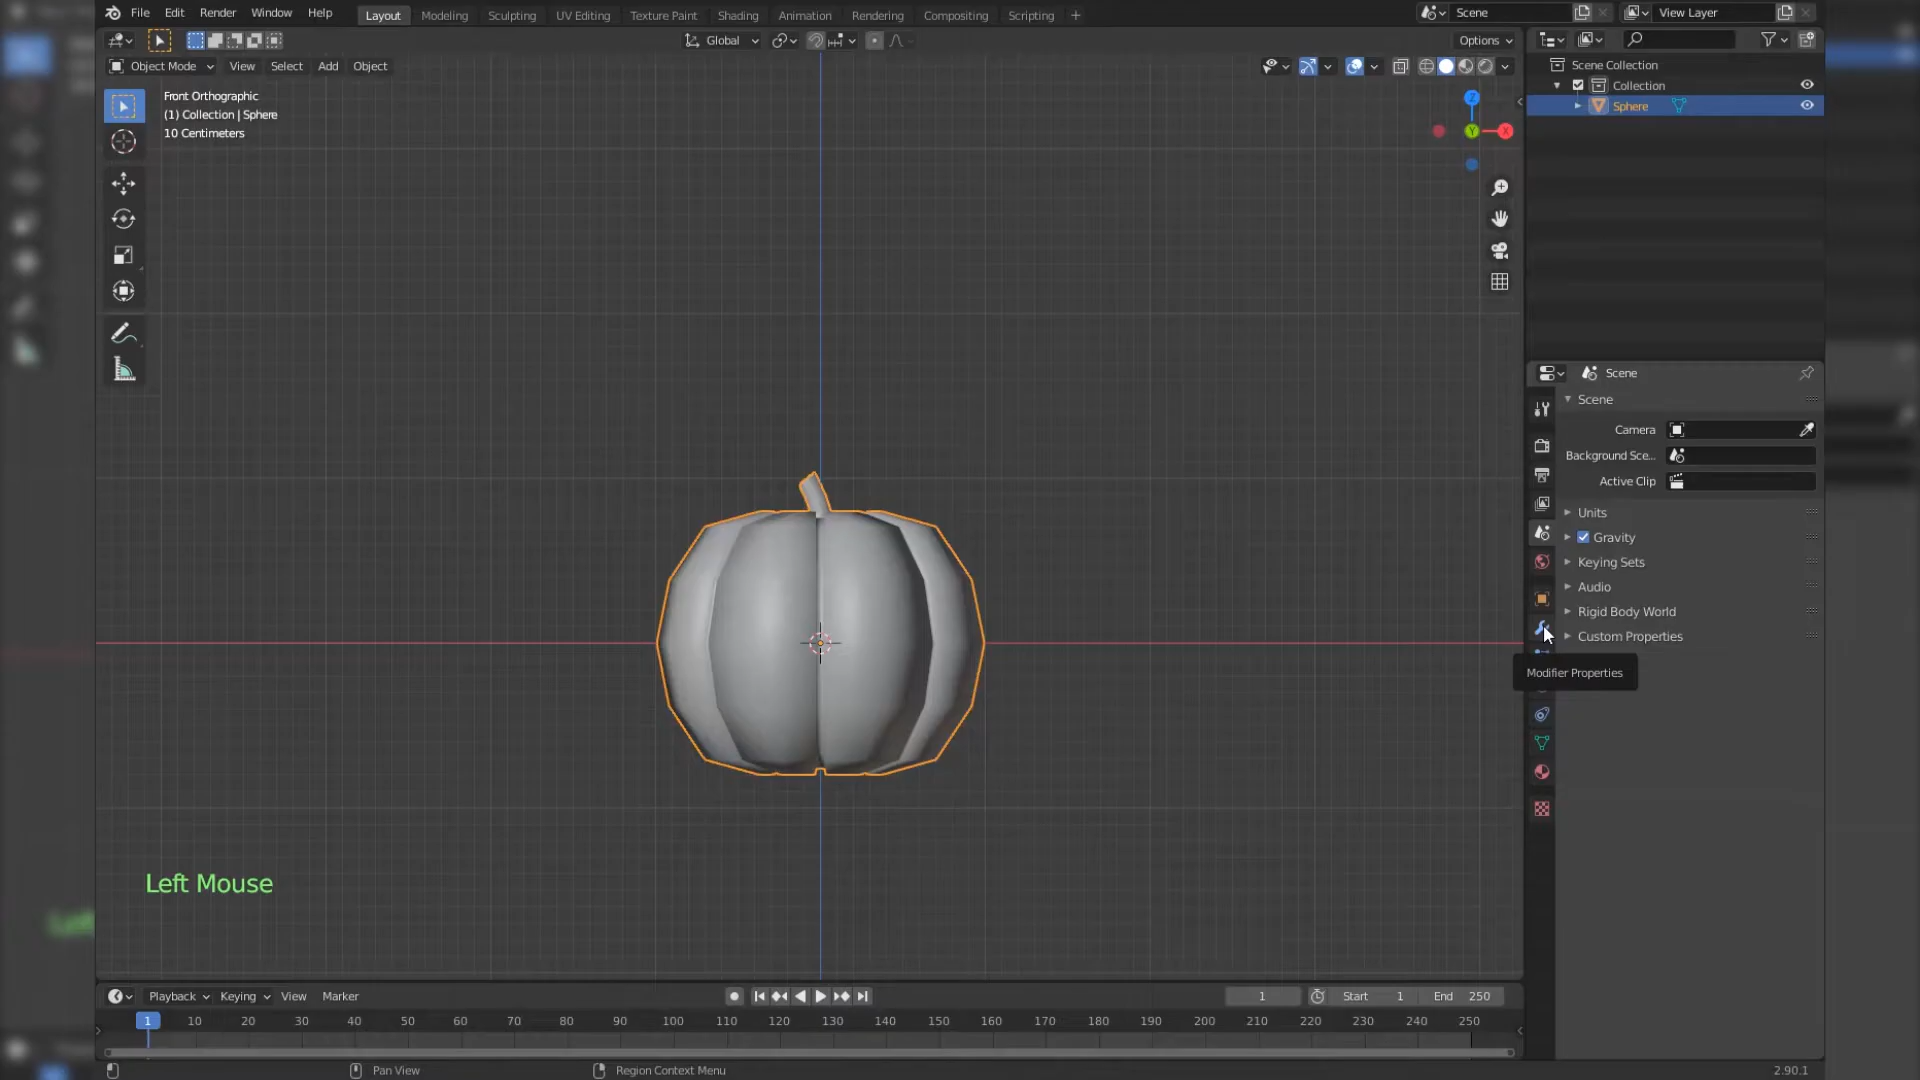 File Edit Render Window Help Layout Modeling Sculpting UV Editing Texture Paint Shading Animation Rendering Compositing Scripting + Scene View Layer
Global Options
Object Mode View Select Add Object
Front Orthographic
(1) Collection | Sphere
10 Centimeters
Z
Y
X
Scene Collection
Collection
Sphere
Scene
Scene
Camera
Background Sce...
Active Clip
Units
Gravity
Keying Sets
Audio
Rigid Body World
Custom Properties
Modifier Properties
Left Mouse
Playback Keying View Marker 1 Start 1 End 250
1 10 20 30 40 50 60 70 80 90 100 110 120 130 140 150 160 170 180 190 200 210 220 230 240 250
Pan View Region Context Menu 2.90.1